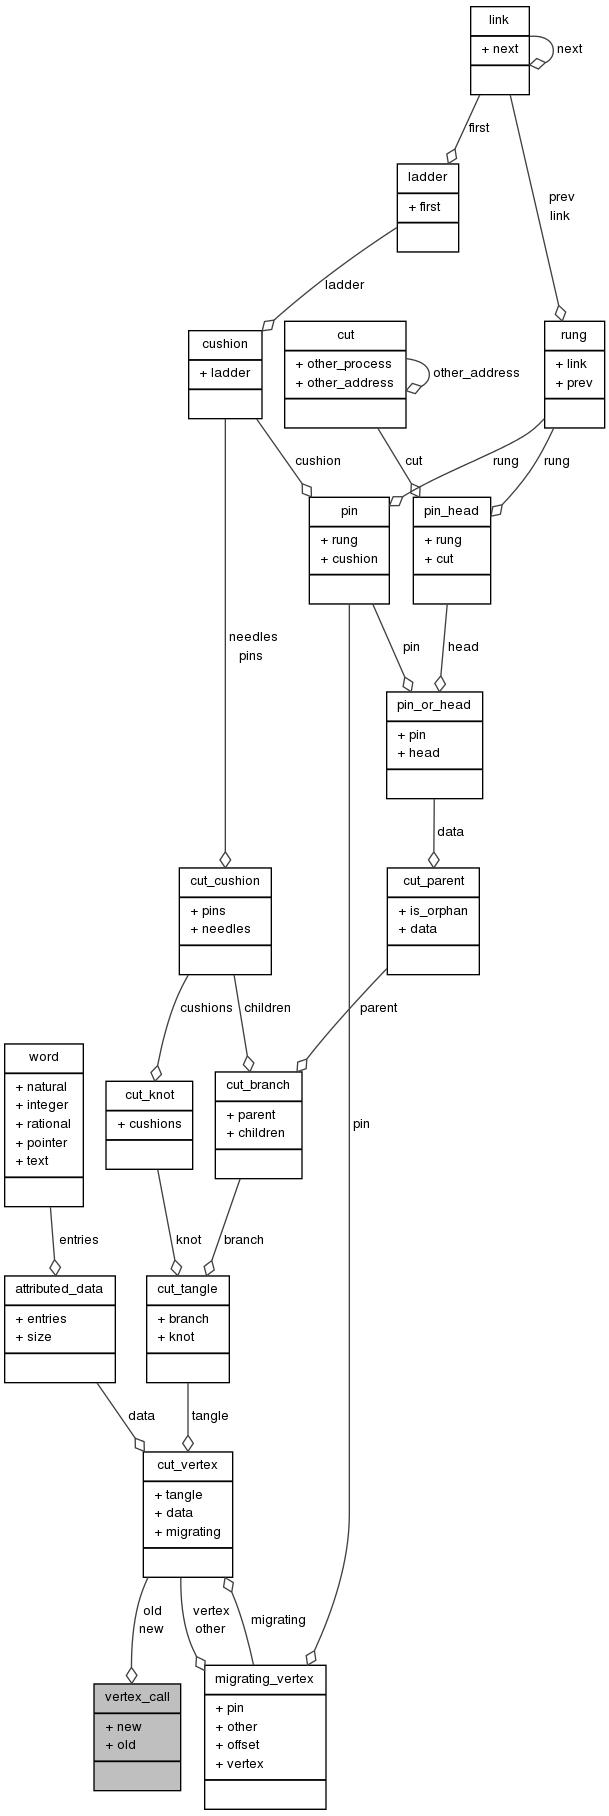 link
+ next
next
first
ladder
+ first
prev
link
ladder
cushion
+ ladder
cut
+ other_process
+ other_address
other_address
rung
+ link
+ prev
cushion
cut
rung
rung
pin
+ rung
+ cushion
pin_head
+ rung
+ cut
needles
pins
pin
head
pin_or_head
+ pin
+ head
data
cut_cushion
+ pins
+ needles
cut_parent
+ is_orphan
+ data
cushions
children
parent
word
+ natural
+ integer
+ rational
+ pointer
+ text
cut_knot
+ cushions
cut_branch
+ parent
+ children
pin
entries
knot
branch
attributed_data
+ entries
+ size
cut_tangle
+ branch
+ knot
data
tangle
cut_vertex
+ tangle
+ data
+ migrating
old
new
vertex
other
migrating
vertex_call
+ new
+ old
migrating_vertex
+ pin
+ other
+ offset
+ vertex